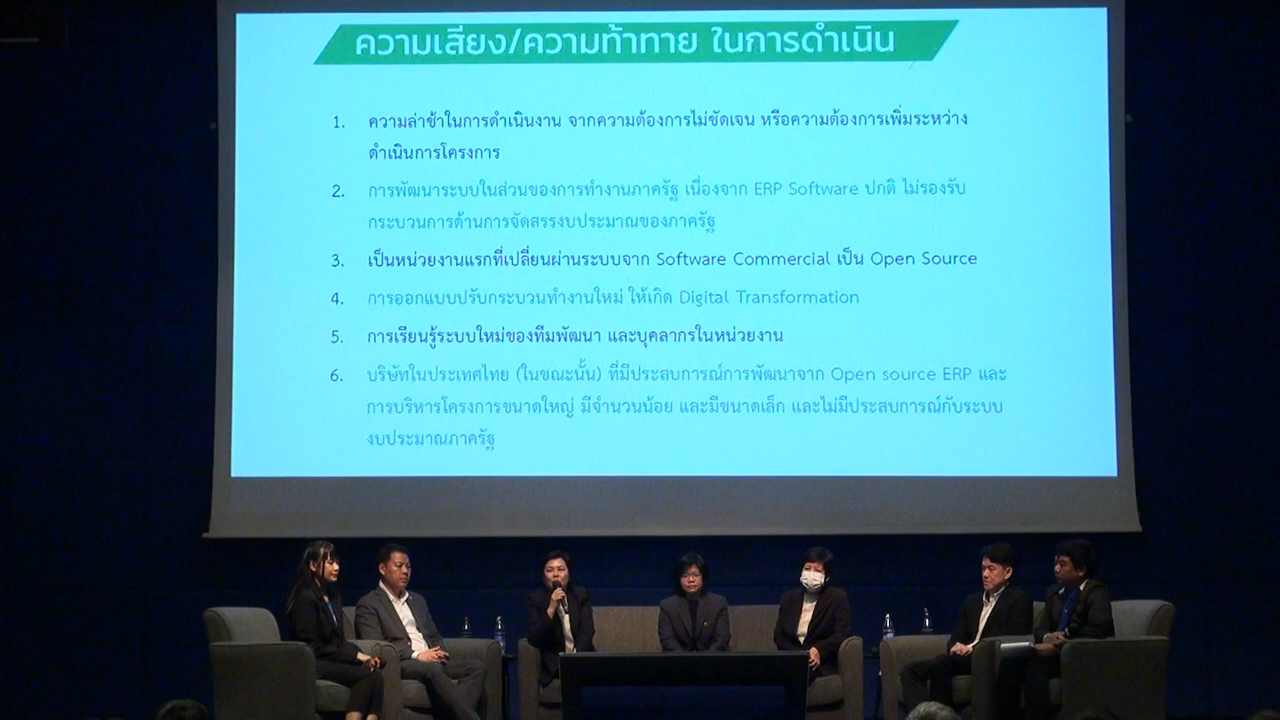 ความเสี่ยง/ความท้าทาย ในการดำเนิน
1. ความล่าช้าในการดำเนินงาน จากความต้องการไม่ชัดเจน หรือความต้องการเพิ่มระหว่าง
ดำเนินการโครงการ
2. การพัฒนาระบบในส่วนของการทำงานภาครัฐ เนื่องจาก ERP Software ปกติ ไม่รองรับ
กระบวนการด้านการจัดสรรงบประมาณของภาครัฐ
3. เป็นหน่วยงานแรกที่เปลี่ยนผ่านระบบจาก Software Commercial เป็น Open Source
4. การออกแบบปรับกระบวนทำงานใหม่ ให้เกิด Digital Transformation
5. การเรียนรู้ระบบใหม่ของทีมพัฒนา และบุคลากรในหน่วยงาน
6. บริษัทในประเทศไทย (ในขณะนั้น) ที่มีประสบการณ์การพัฒนาจาก Open source ERP และ
การบริหารโครงการขนาดใหญ่ มีจำนวนน้อย และมีขนาดเล็ก และไม่มีประสบการณ์กับระบบ
งบประมาณภาครัฐ